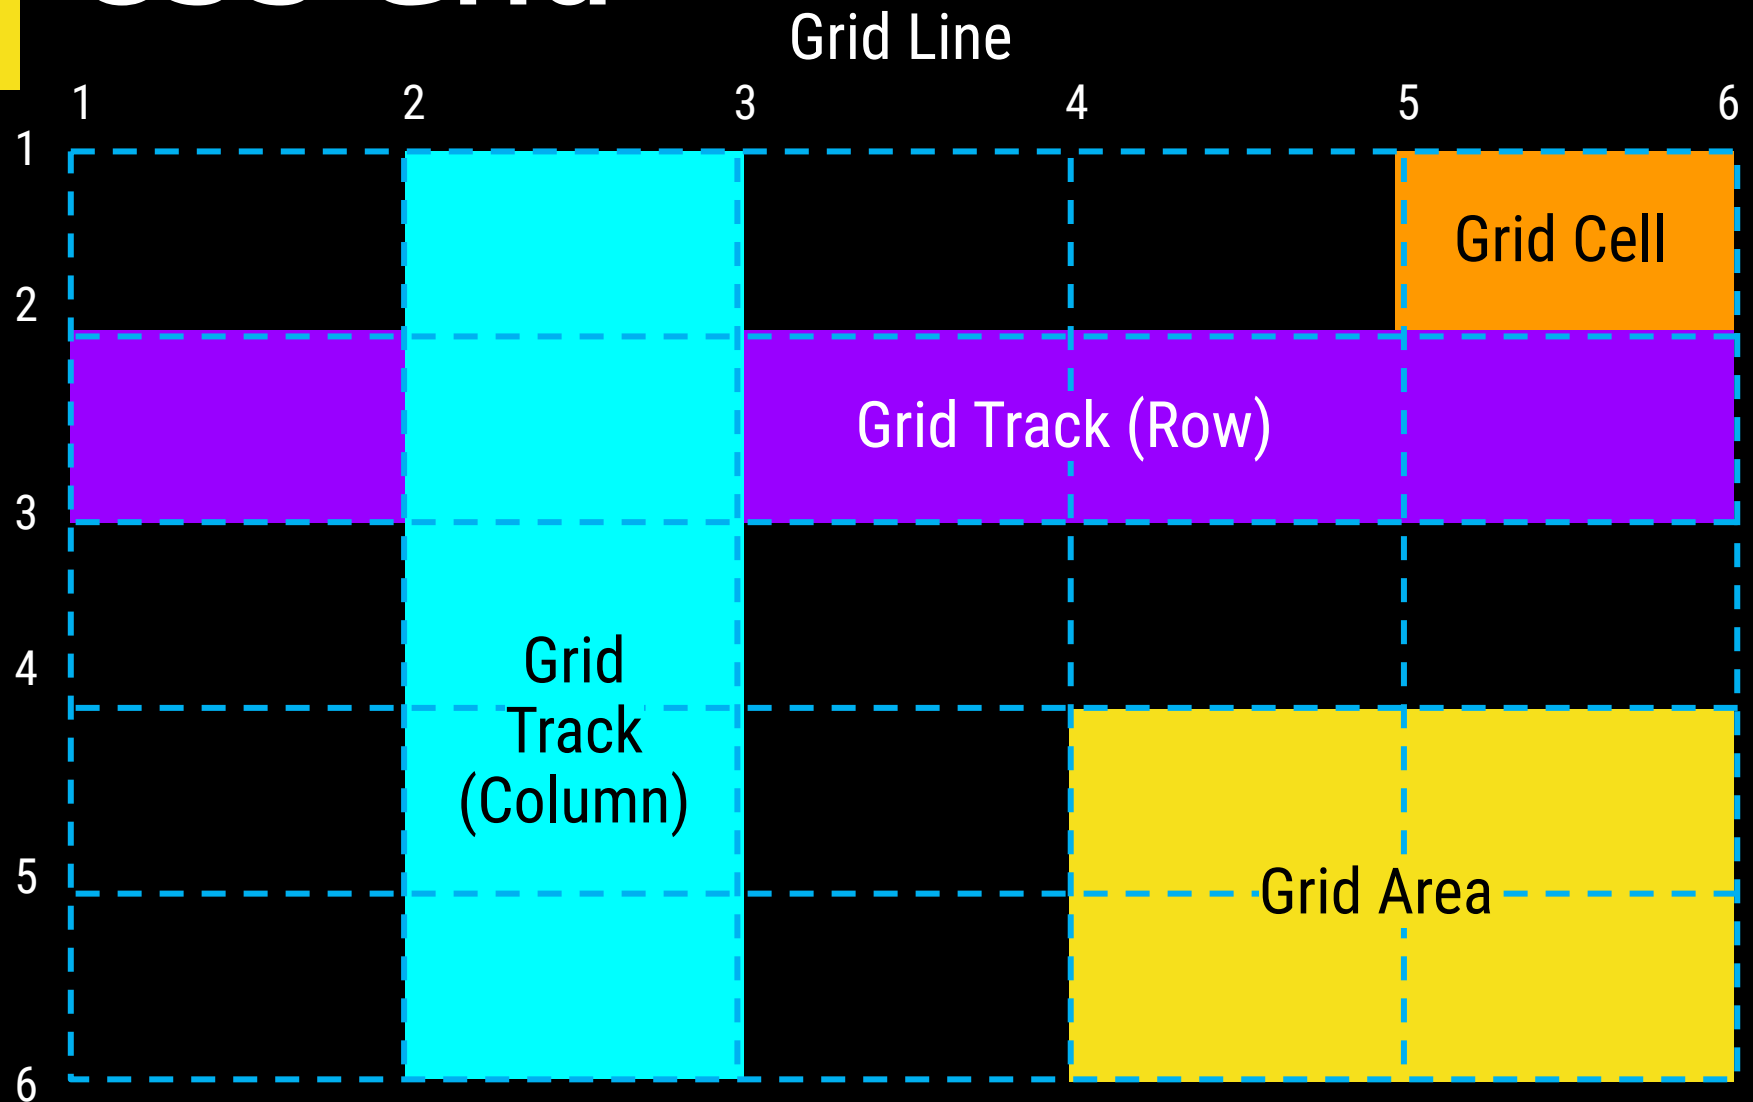 Grid Line
1 2 3 4 5 6
1
Grid Cell
2
Grid Track (Row)
3
Grid
4
Track
(Column)
5
Grid Area
6